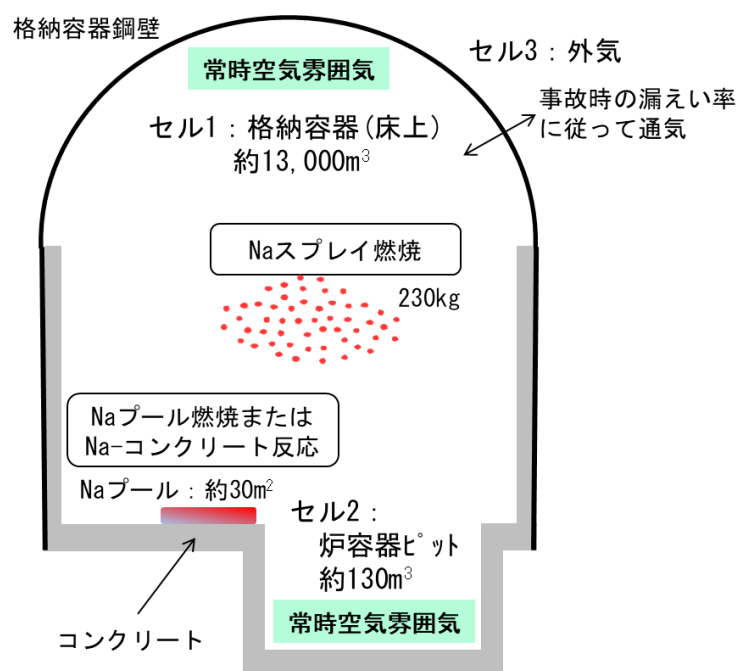 格納容器鋼壁
常時空気雰囲気
セル3：外気
事故時の漏えい率
に従って通気
セル1：格納容器(床上)
約13,000m³
Naスプレイ燃焼
230kg
Naプール燃焼または
Na-コンクリート反応
Naプール：約30m²
セル2：
炉容器ﾋﾟｯﾄ
約130m³
常時空気雰囲気
コンクリート